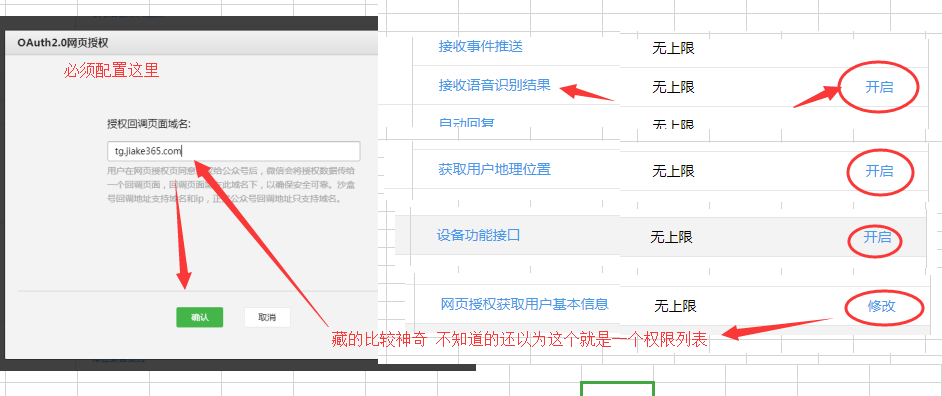 OAuth2.0网页授权
必须配置这里
授权回调页面域名:
tg.jiake365.com
用户在网页授权页同意授权给公众号后，微信会将授权数据传给
一个回调页面，回调页面需在此域名下，以确保安全可靠。沙盒
号回调地址支持域名和ip，正式公众号回调地址只支持域名。
确认 取消
接收事件推送 无上限
接收语音识别结果 无上限 开启
自动回复 无上限
获取用户地理位置 无上限 开启
设备功能接口 无上限 开启
网页授权获取用户基本信息 无上限 修改
藏的比较神奇 不知道的还以为这个就是一个权限列表